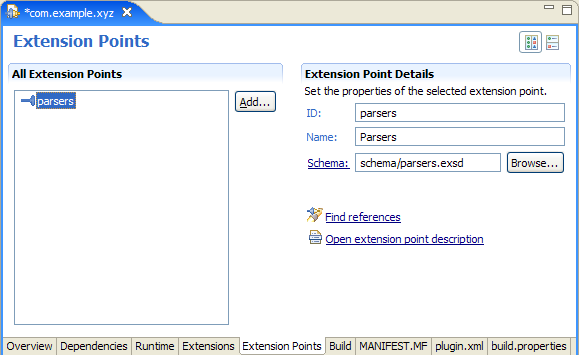 *com.example.xyz
Extension Points
All Extension Points
parsers
Add...
Extension Point Details
Set the properties of the selected extension point.
ID: parsers
Name: Parsers
Schema: schema/parsers.exsd Browse...
Find references
Open extension point description
Overview Dependencies Runtime Extensions Extension Points Build MANIFEST.MF plugin.xml build.properties